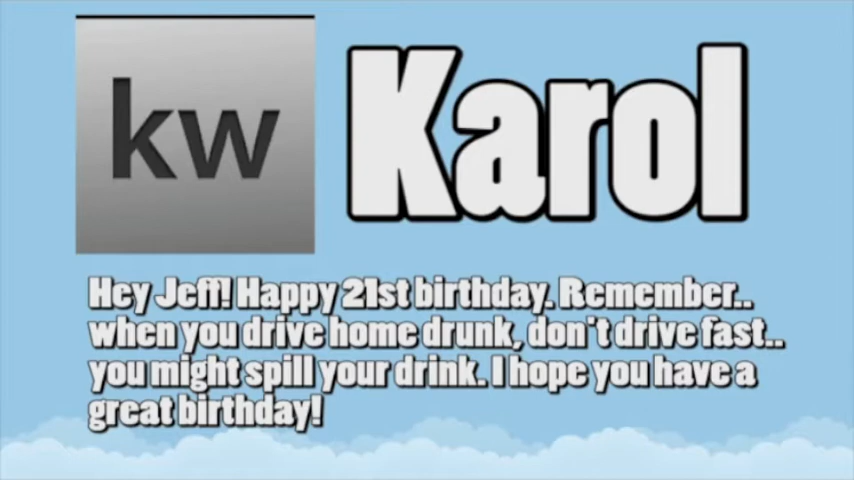 kw
Karol
Hey Jeff! Happy 21st birthday. Remember..
when you drive home drunk, don't drive fast..
you might spill your drink. I hope you have a
great birthday!